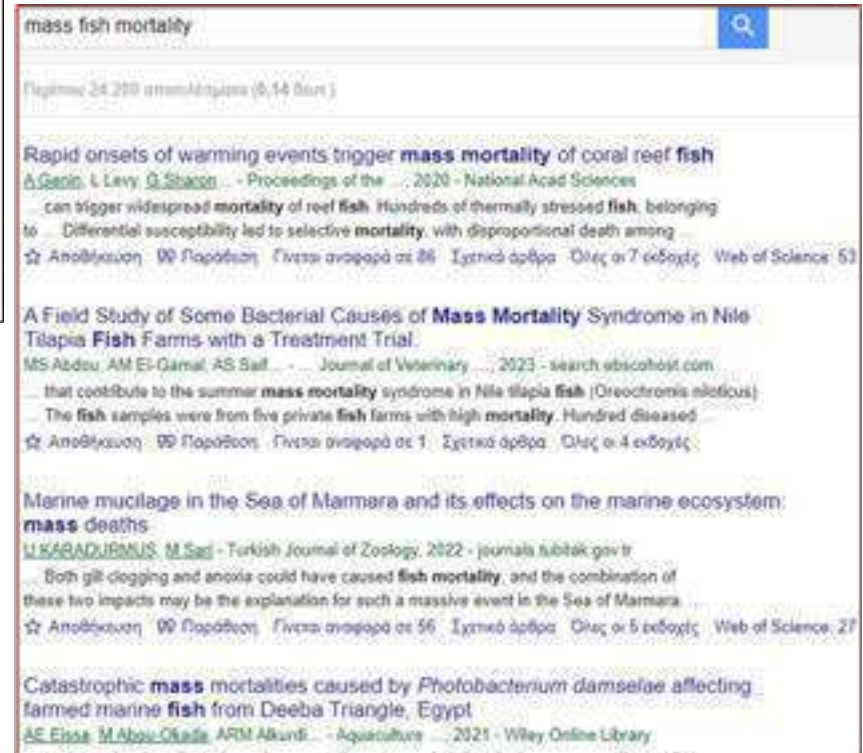 mass fish mortality
Περίπου 24.200 αποτελέσματα (0,14 δευτ.)
Rapid onsets of warming events trigger mass mortality of coral reef fish
A Genin, L Levy, G Sharon... - Proceedings of the ..., 2020 - National Acad Sciences
... can trigger widespread mortality of reef fish. Hundreds of thermally stressed fish, belonging
to ... Differential susceptibility led to selective mortality, with disproportional death among ...
☆ Αποθήκευση Παράθεση Γίνεται αναφορά σε 86 Σχετικά άρθρα Όλες οι 7 εκδοχές Web of Science: 53
A Field Study of Some Bacterial Causes of Mass Mortality Syndrome in Nile
Tilapia Fish Farms with a Treatment Trial.
MS Abdou, AM El-Gamal, AS Saif... - ... Journal of Veterinary ..., 2023 - search.ebscohost.com
... that contribute to the summer mass mortality syndrome in Nile tilapia fish (Oreochromis niloticus)
... The fish samples were from five private fish farms with high mortality. Hundred diseased ...
☆ Αποθήκευση Παράθεση Γίνεται αναφορά σε 1 Σχετικά άρθρα Όλες οι 4 εκδοχές
Marine mucilage in the Sea of Marmara and its effects on the marine ecosystem:
mass deaths
U KARADURMUŞ, M Sarı - Turkish Journal of Zoology, 2022 - journals.tubitak.gov.tr
... Both gill clogging and anoxia could have caused fish mortality, and the combination of
these two impacts may be the explanation for such a massive event in the Sea of Marmara. ...
☆ Αποθήκευση Παράθεση Γίνεται αναφορά σε 56 Σχετικά άρθρα Όλες οι 5 εκδοχές Web of Science: 27
Catastrophic mass mortalities caused by Photobacterium damselae affecting
farmed marine fish from Deeba Triangle, Egypt
AE Eissa, M Abou-Okada, ARM Alkurdi... - Aquaculture ..., 2021 - Wiley Online Library